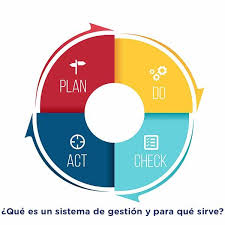 PLAN
DO
ACT
CHECK
¿Qué es un sistema de gestión y para qué sirve?